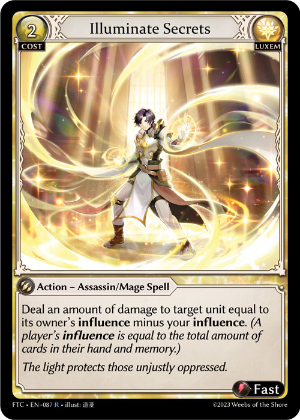 2
Illuminate Secrets
COST
LUXEM
Action – Assassin/Mage Spell
Deal an amount of damage to target unit equal to
its owner's influence minus your influence. (A
player's influence is equal to the total amount of
cards in their hand and memory.)
The light protects those unjustly oppressed.
Fast
FTC • EN-087 R • illust: 道漫
©2023 Weebs of the Shore